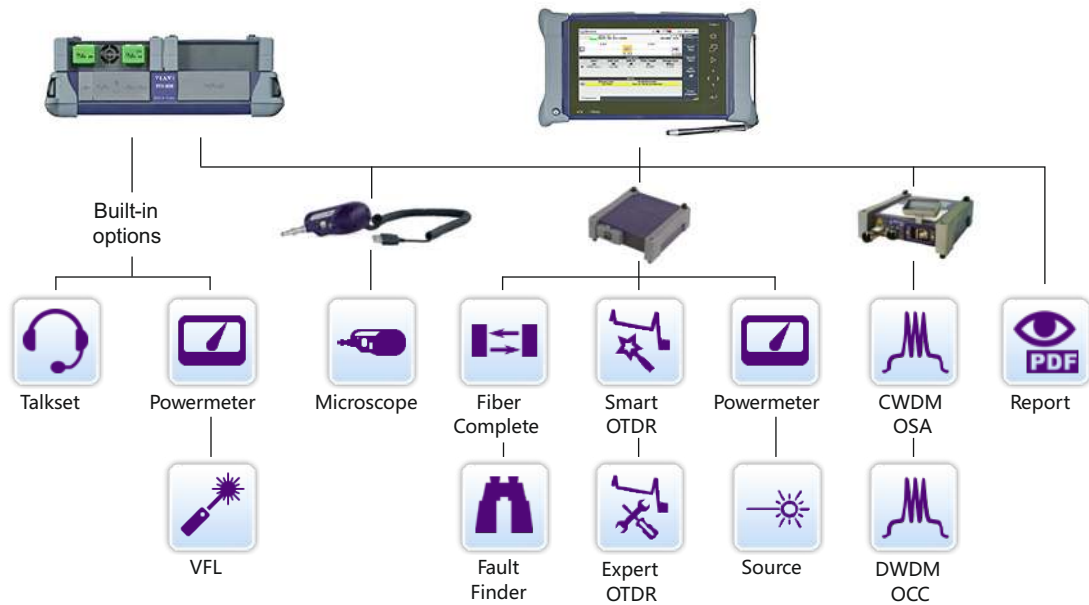 VIAVI
Built-in
options
PDF
Talkset
Powermeter
Microscope
Fiber
Complete
Smart
OTDR
Powermeter
CWDM
OSA
Report
VFL
Fault
Finder
Expert
OTDR
Source
DWDM
OCC